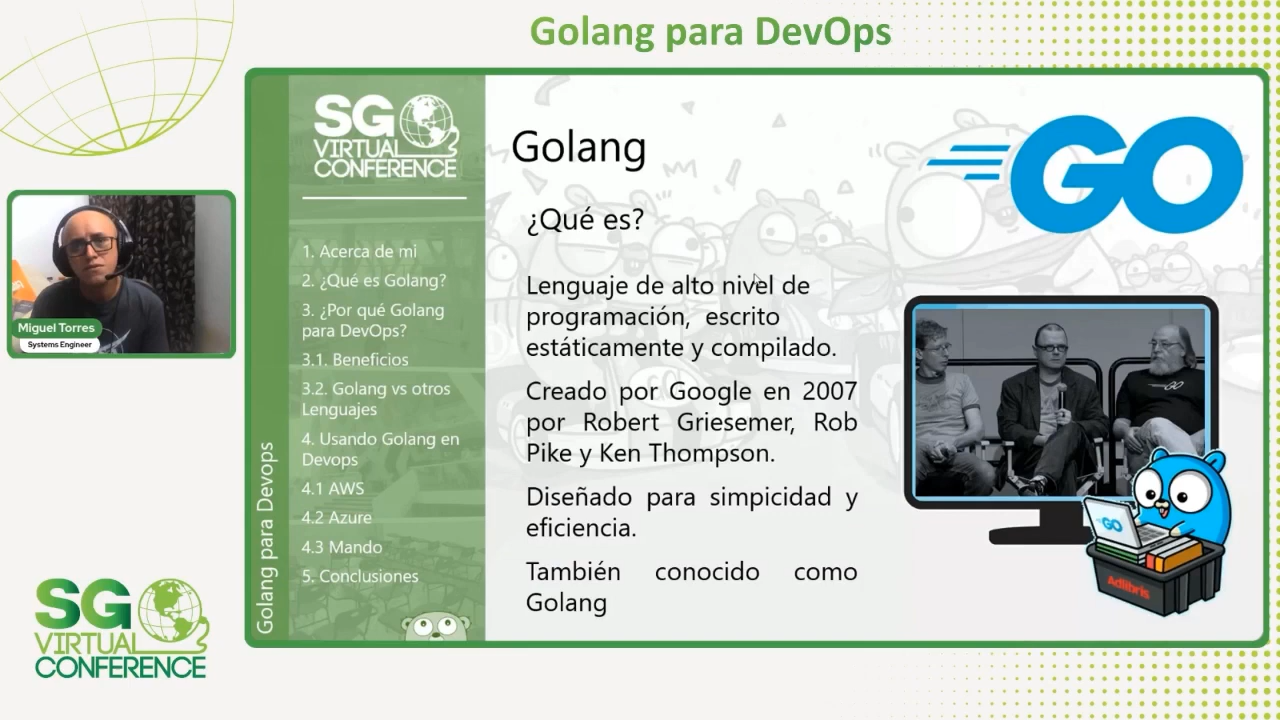 Golang para DevOps
SG
VIRTUAL
CONFERENCE
1. Acerca de mi
2. ¿Qué es Golang?
3. ¿Por qué Golang
para DevOps?
3.1. Beneficios
3.2. Golang vs otros
Lenguajes
4. Usando Golang en
Devops
4.1 AWS
4.2 Azure
4.3 Mando
5. Conclusiones
Golang para Devops
Golang
¿Qué es?
Lenguaje de alto nivel de
programación, escrito
estáticamente y compilado.
Creado por Google en 2007
por Robert Griesemer, Rob
Pike y Ken Thompson.
Diseñado para simpicidad y
eficiencia.
También conocido como
Golang
GO
GO
GO
Adlibris
Miguel Torres
Systems Engineer
SG
VIRTUAL
CONFERENCE